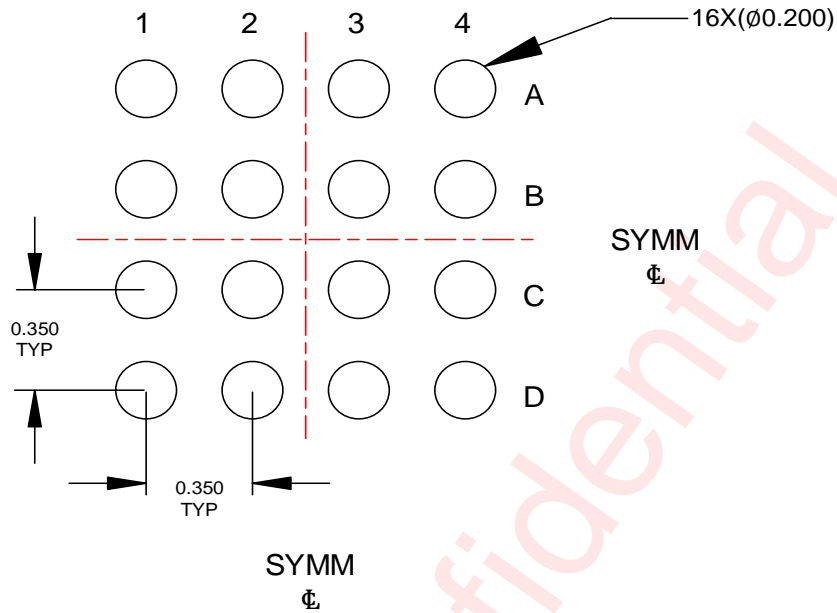 1 2 3 4
16X(Ø0.200)
A
B
SYMM
℄
C
0.350
TYP
D
0.350
TYP
SYMM
℄
fidential